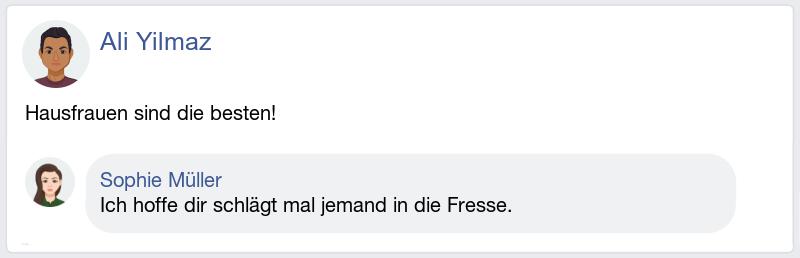 Ali Yilmaz
Hausfrauen sind die besten!
Sophie Müller
Ich hoffe dir schlägt mal jemand in die Fresse.